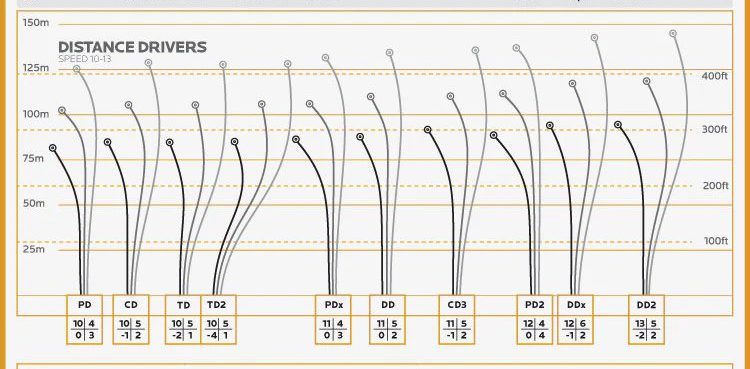 150m
DISTANCE DRIVERS
SPEED 10-13
125m
400ft
100m
300ft
75m
200ft
50m
100ft
25m
PD CD TD TD2 PDx DD CD3 PD2 DDx DD2
10 4 10 5 10 5 10 5 11 4 11 5 11 5 12 4 12 6 13 5
0 3 -1 2 -2 1 -4 1 0 3 0 2 -1 2 0 4 -1 2 -2 2